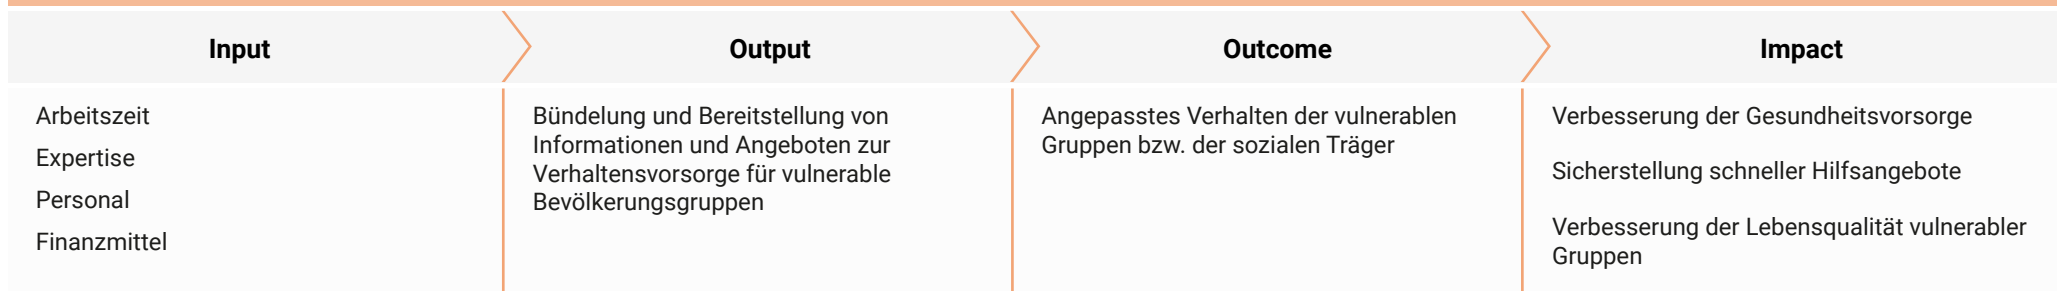 Input
Output
Outcome
Impact
Arbeitszeit
Expertise
Personal
Finanzmittel
Bündelung und Bereitstellung von
Informationen und Angeboten zur
Verhaltensvorsorge für vulnerable
Bevölkerungsgruppen
Angepasstes Verhalten der vulnerablen
Gruppen bzw. der sozialen Träger
Verbesserung der Gesundheitsvorsorge
Sicherstellung schneller Hilfsangebote
Verbesserung der Lebensqualität vulnerabler
Gruppen